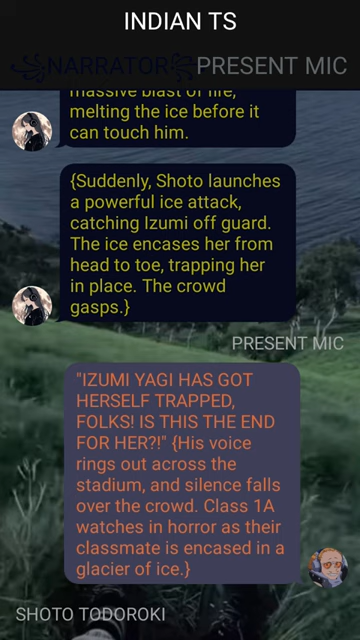 INDIAN TS
꧁NARRATOR꧂
PRESENT MIC
massive blast of fire,
melting the ice before it
can touch him.
{Suddenly, Shoto launches
a powerful ice attack,
catching Izumi off guard.
The ice encases her from
head to toe, trapping her
in place. The crowd
gasps.}
PRESENT MIC
"IZUMI YAGI HAS GOT
HERSELF TRAPPED,
FOLKS! IS THIS THE END
FOR HER?!" {His voice
rings out across the
stadium, and silence falls
over the crowd. Class 1A
watches in horror as their
classmate is encased in a
glacier of ice.}
SHOTO TODOROKI